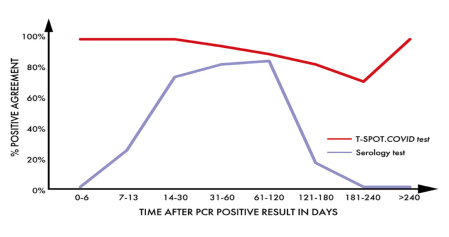 100%
80%
60%
40%
20%
0%
% POSITIVE AGREEMENT
T-SPOT.COVID test
Serology test
0-6 7-13 14-30 31-60 61-120 121-180 181-240 >240
TIME AFTER PCR POSITIVE RESULT IN DAYS